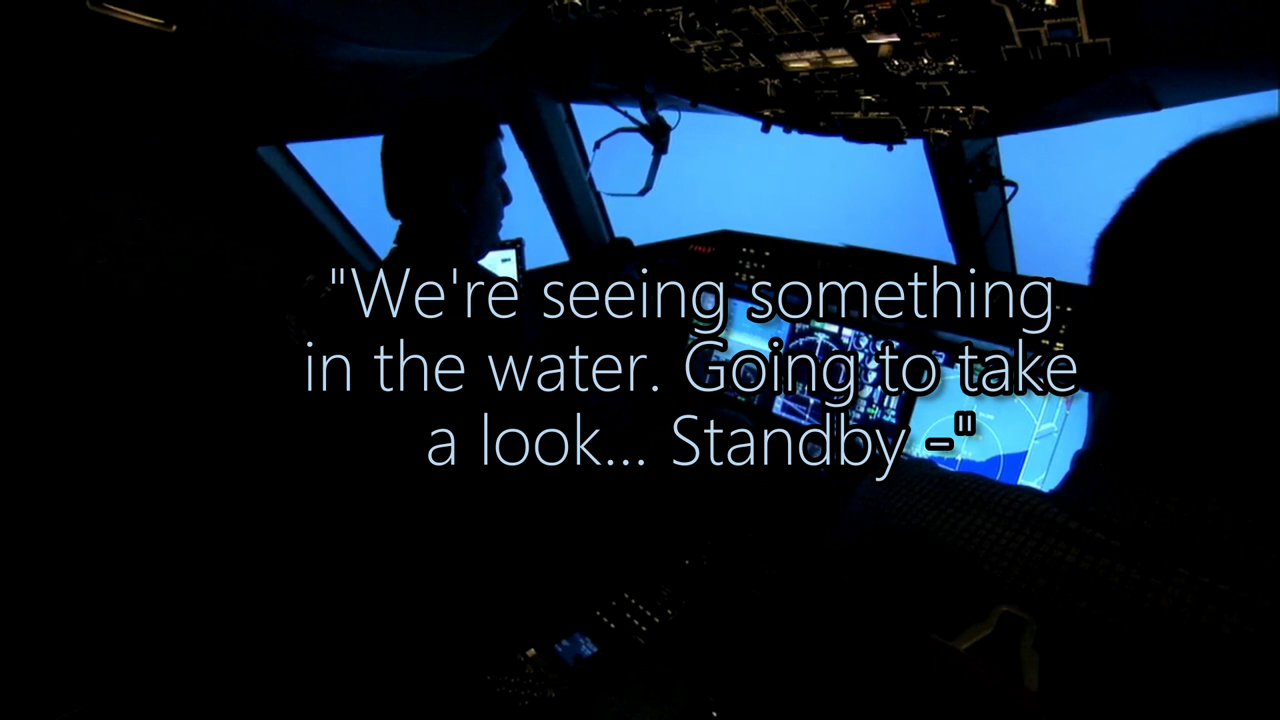 "We're seeing something
in the water. Going to take
a look... Standby -"